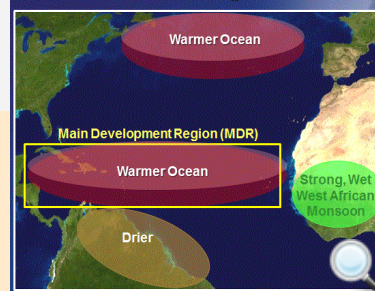 Warmer Ocean
Main Development Region (MDR)
Warmer Ocean
Strong, Wet
West African
Monsoon
Drier